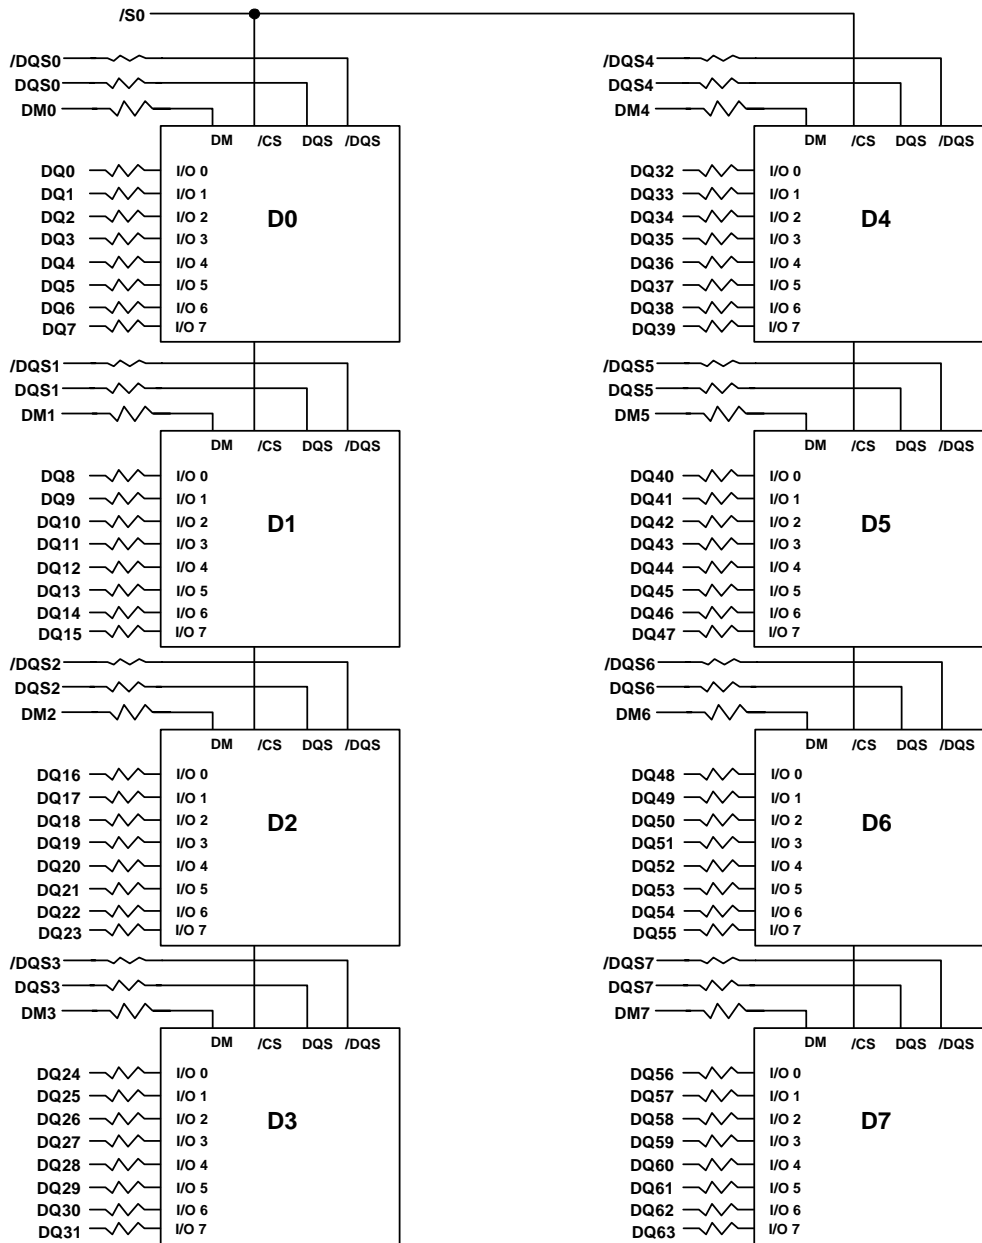 /S0
/DQS0
DQS0
DM0
DM /CS DQS /DQS
DQ0 I/O 0
DQ1 I/O 1
DQ2 I/O 2
D0
DQ3 I/O 3
DQ4 I/O 4
DQ5 I/O 5
DQ6 I/O 6
DQ7 I/O 7
/DQS1
DQS1
DM1
DM /CS DQS /DQS
DQ8 I/O 0
DQ9 I/O 1
DQ10 I/O 2
D1
DQ11 I/O 3
DQ12 I/O 4
DQ13 I/O 5
DQ14 I/O 6
DQ15 I/O 7
/DQS2
DQS2
DM2
DM /CS DQS /DQS
DQ16 I/O 0
DQ17 I/O 1
DQ18 I/O 2
D2
DQ19 I/O 3
DQ20 I/O 4
DQ21 I/O 5
DQ22 I/O 6
DQ23 I/O 7
/DQS3
DQS3
DM3
DM /CS DQS /DQS
DQ24 I/O 0
DQ25 I/O 1
DQ26 I/O 2
D3
DQ27 I/O 3
DQ28 I/O 4
DQ29 I/O 5
DQ30 I/O 6
DQ31 I/O 7
/DQS4
DQS4
DM4
DM /CS DQS /DQS
DQ32 I/O 0
DQ33 I/O 1
DQ34 I/O 2
D4
DQ35 I/O 3
DQ36 I/O 4
DQ37 I/O 5
DQ38 I/O 6
DQ39 I/O 7
/DQS5
DQS5
DM5
DM /CS DQS /DQS
DQ40 I/O 0
DQ41 I/O 1
DQ42 I/O 2
D5
DQ43 I/O 3
DQ44 I/O 4
DQ45 I/O 5
DQ46 I/O 6
DQ47 I/O 7
/DQS6
DQS6
DM6
DM /CS DQS /DQS
DQ48 I/O 0
DQ49 I/O 1
DQ50 I/O 2
D6
DQ51 I/O 3
DQ52 I/O 4
DQ53 I/O 5
DQ54 I/O 6
DQ55 I/O 7
/DQS7
DQS7
DM7
DM /CS DQS /DQS
DQ56 I/O 0
DQ57 I/O 1
DQ58 I/O 2
D7
DQ59 I/O 3
DQ60 I/O 4
DQ61 I/O 5
DQ62 I/O 6
DQ63 I/O 7